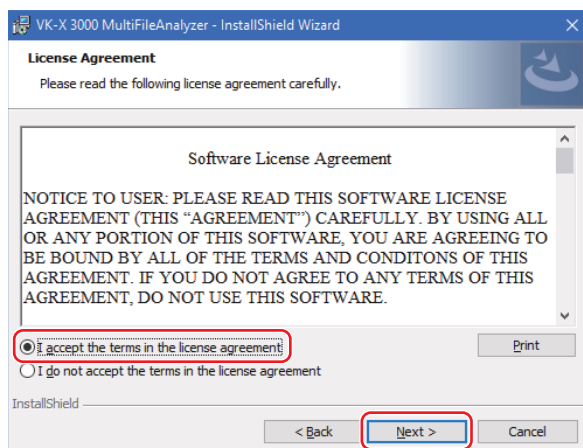 VK-X 3000 MultiFileAnalyzer - InstallShield Wizard
License Agreement
Please read the following license agreement carefully.
Software License Agreement
NOTICE TO USER: PLEASE READ THIS SOFTWARE LICENSE
AGREEMENT (THIS “AGREEMENT”) CAREFULLY. BY USING ALL
OR ANY PORTION OF THIS SOFTWARE, YOU ARE AGREEING TO
BE BOUND BY ALL OF THE TERMS AND CONDITONS OF THIS
AGREEMENT. IF YOU DO NOT AGREE TO ANY TERMS OF THIS
AGREEMENT, DO NOT USE THIS SOFTWARE.
I accept the terms in the license agreement
Print
I do not accept the terms in the license agreement
InstallShield
< Back
Next >
Cancel